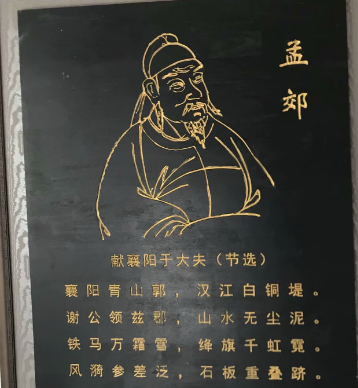 孟郊
献襄阳于大夫（节选）
襄阳青山郭，汉江白铜堤。
谢公领兹郡，山水无尘泥。
铁马万霜雪，绛旗千虹霓。
风漪参差泛，石板重叠跻。